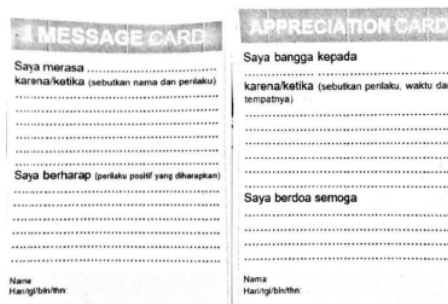 I MESSAGE CARD
Saya merasa ........................
karena/ketika (sebutkan nama dan perilaku)
Saya berharap (perilaku positif yang diharapkan)
Nama
Hari/tgl/bln/thn:
APPRECIATION CARD
Saya bangga kepada
karena/ketika (sebutkan perilaku, waktu dan
tempatnya)
Saya berdoa semoga
Nama
Hari/tgl/bln/thn: